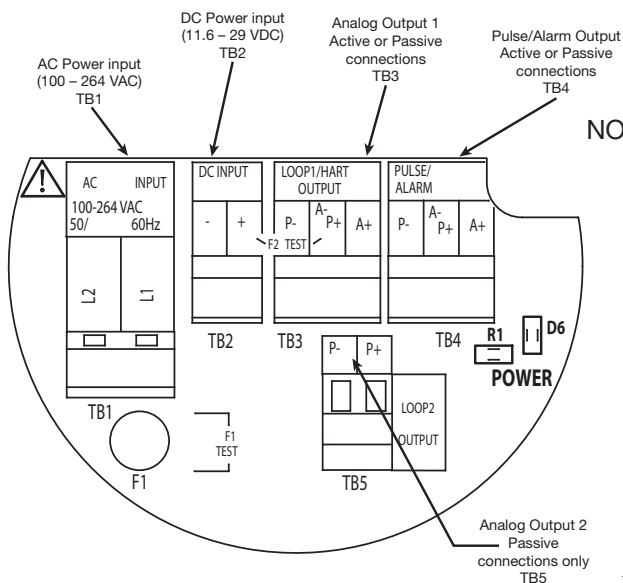 AC Power input
(100 – 264 VAC)
TB1
DC Power input
(11.6 – 29 VDC)
TB2
Analog Output 1
Active or Passive
connections
TB3
Pulse/Alarm Output
Active or Passive
connections
TB4
NO
AC INPUT
100-264 VAC
50/ 60Hz
L2 L1
TB1
DC INPUT
- +
TB2
LOOP1/HART
OUTPUT
P- A- P+ A+
F2 TEST
TB3
PULSE/
ALARM
P- A- P+ A+
TB4
R1
D6
POWER
P- P+
LOOP2
OUTPUT
TB5
F1
F1
TEST
Analog Output 2
Passive
connections only
TB5